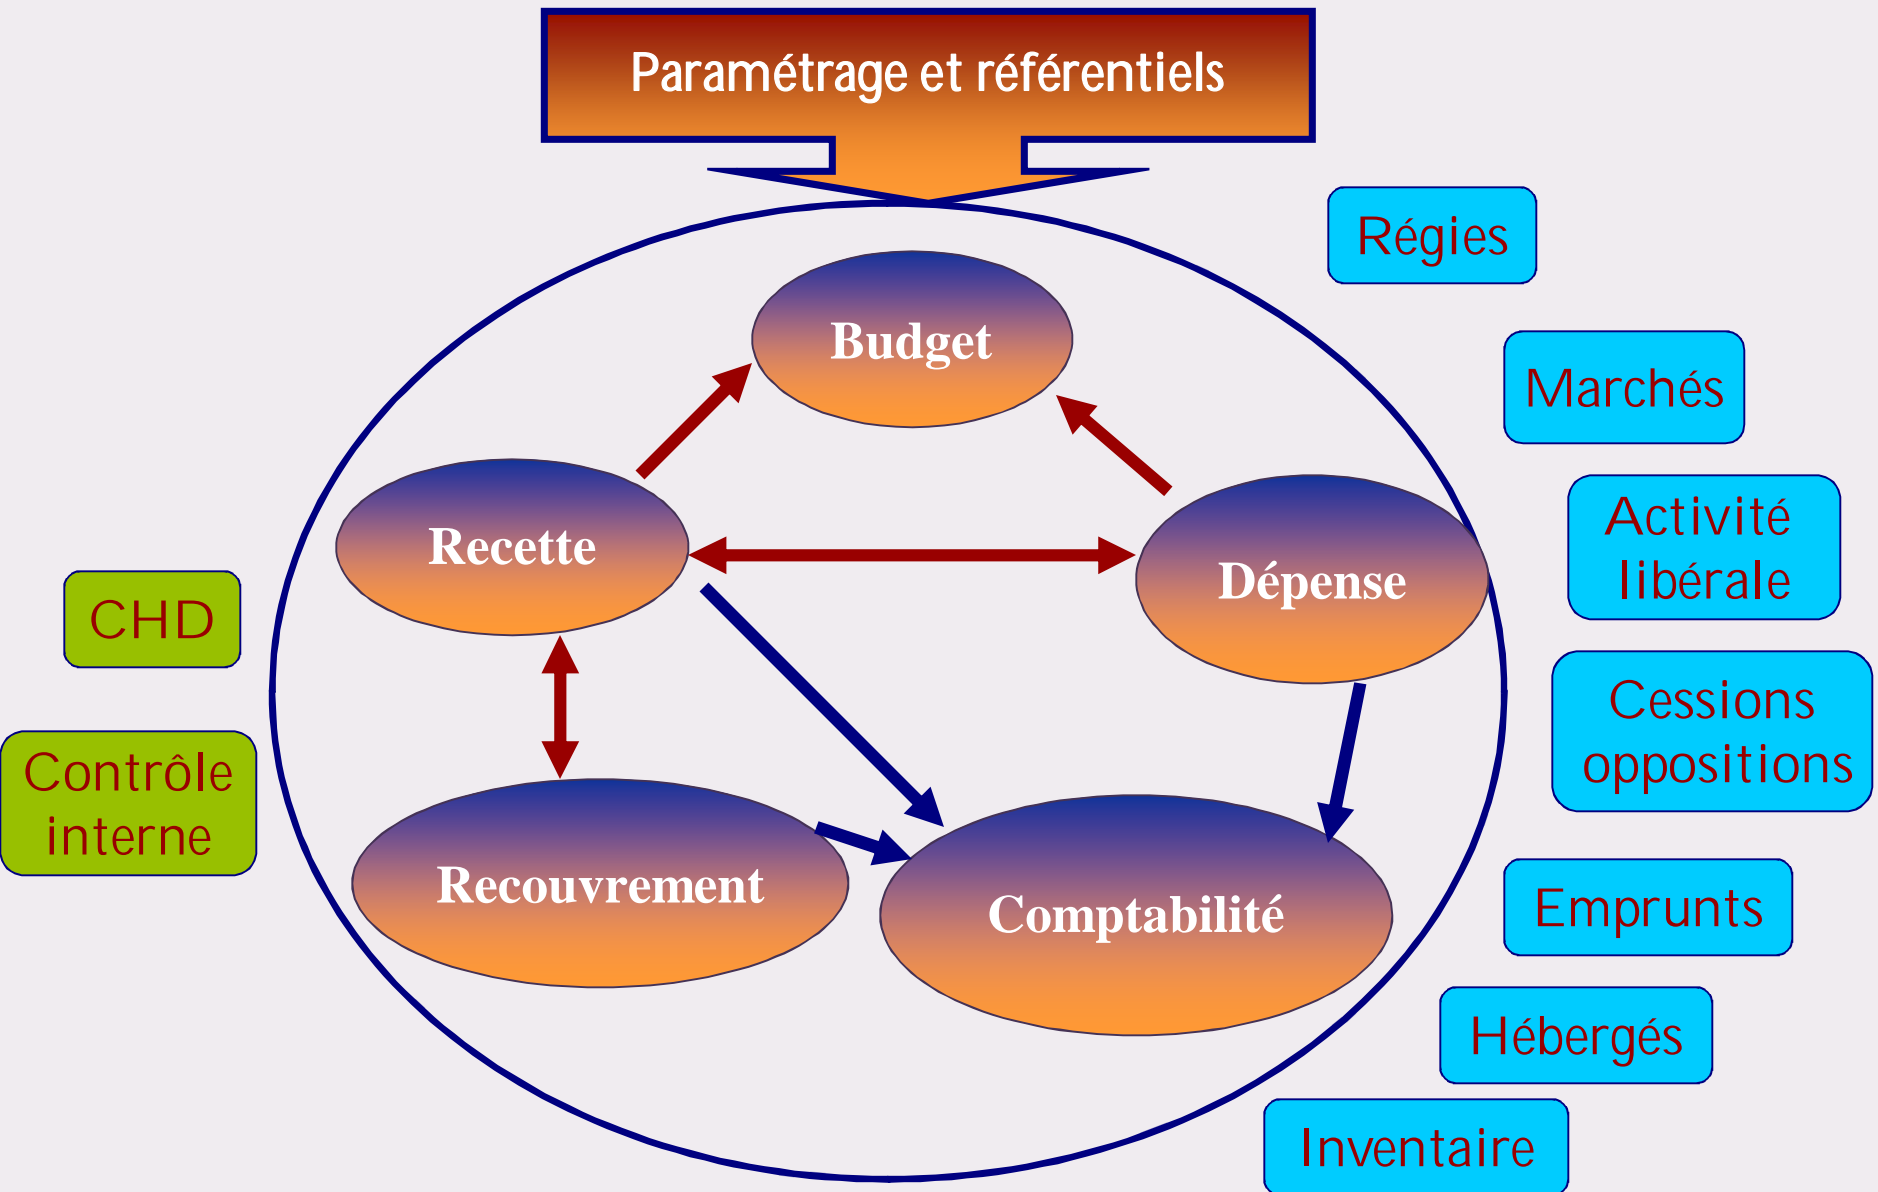 Paramétrage et référentiels
Régies
Budget
Marchés
Recette
Dépense
Activité
libérale
CHD
Cessions
oppositions
Contrôle
interne
Recouvrement
Comptabilité
Emprunts
Hébergés
Inventaire